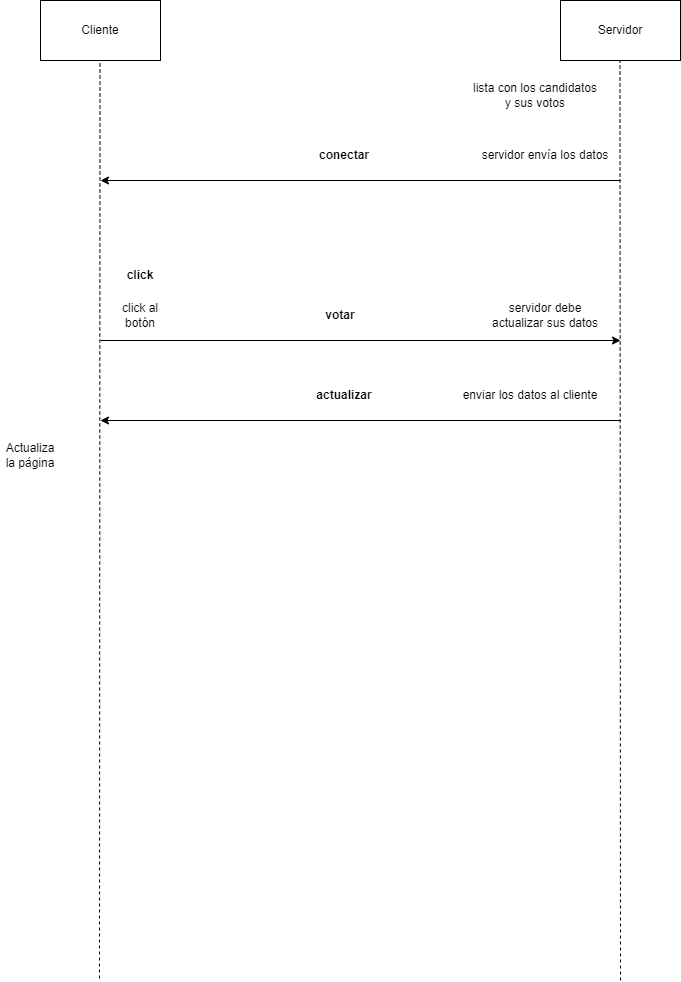 Cliente
Servidor
lista con los candidatos
y sus votos
conectar
servidor envía los datos
click
click al
botón
votar
servidor debe
actualizar sus datos
actualizar
enviar los datos al cliente
Actualiza
la página